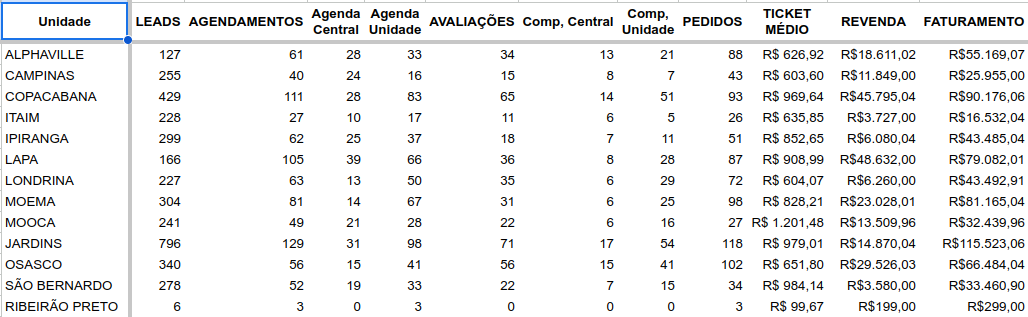 Unidade LEADS AGENDAMENTOS Agenda Central Agenda Unidade AVALIAÇÕES Comp, Central Comp, Unidade PEDIDOS TICKET MÉDIO REVENDA FATURAMENTO
ALPHAVILLE 127 61 28 33 34 13 21 88 R$ 626,92 R$18.611,02 R$55.169,07
CAMPINAS 255 40 24 16 15 8 7 43 R$ 603,60 R$11.849,00 R$25.955,00
COPACABANA 429 111 28 83 65 14 51 93 R$ 969,64 R$45.795,04 R$90.176,06
ITAIM 228 27 10 17 11 6 5 26 R$ 635,85 R$3.727,00 R$16.532,04
IPIRANGA 299 62 25 37 18 7 11 51 R$ 852,65 R$6.080,04 R$43.485,04
LAPA 166 105 39 66 36 8 28 87 R$ 908,99 R$48.632,00 R$79.082,01
LONDRINA 227 63 13 50 35 6 29 72 R$ 604,07 R$6.260,00 R$43.492,91
MOEMA 304 81 14 67 31 6 25 98 R$ 828,21 R$23.028,01 R$81.165,04
MOOCA 241 49 21 28 22 6 16 27 R$ 1.201,48 R$13.509,96 R$32.439,96
JARDINS 796 129 31 98 71 17 54 118 R$ 979,01 R$14.870,04 R$115.523,06
OSASCO 340 56 15 41 56 15 41 102 R$ 651,80 R$29.526,03 R$66.484,04
SÃO BERNARDO 278 52 19 33 22 7 15 34 R$ 984,14 R$3.580,00 R$33.460,90
RIBEIRÃO PRETO 6 3 0 3 0 0 0 3 R$ 99,67 R$199,00 R$299,00